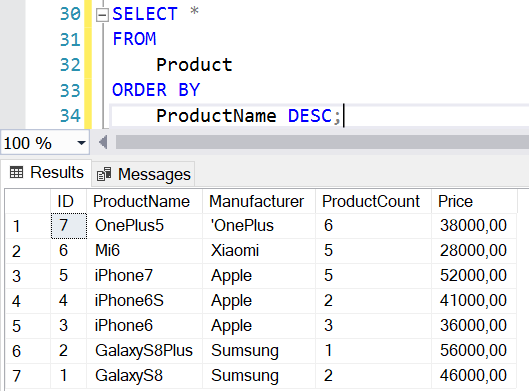 30 SELECT *
31 FROM
32 Product
33 ORDER BY
34 ProductName DESC;
100 %
Results Messages
ID ProductName Manufacturer ProductCount Price
1 7 OnePlus5 'OnePlus 6 38000,00
2 6 Mi6 Xiaomi 5 28000,00
3 5 iPhone7 Apple 5 52000,00
4 4 iPhone6S Apple 2 41000,00
5 3 iPhone6 Apple 3 36000,00
6 2 GalaxyS8Plus Sumsung 1 56000,00
7 1 GalaxyS8 Sumsung 2 46000,00